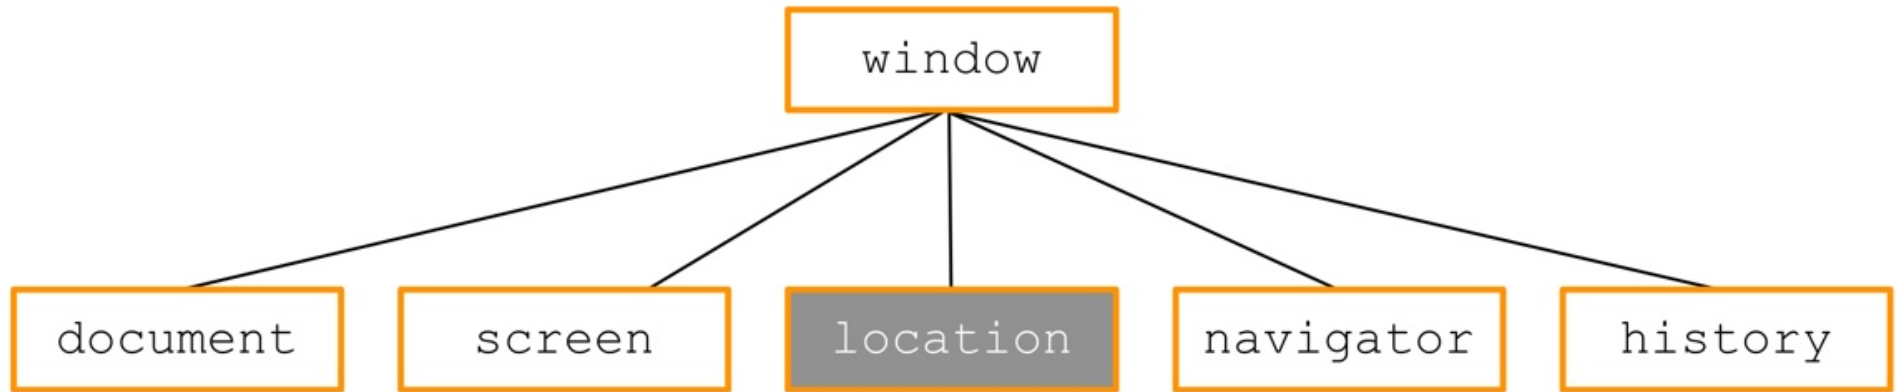 window
document
screen
location
navigator
history